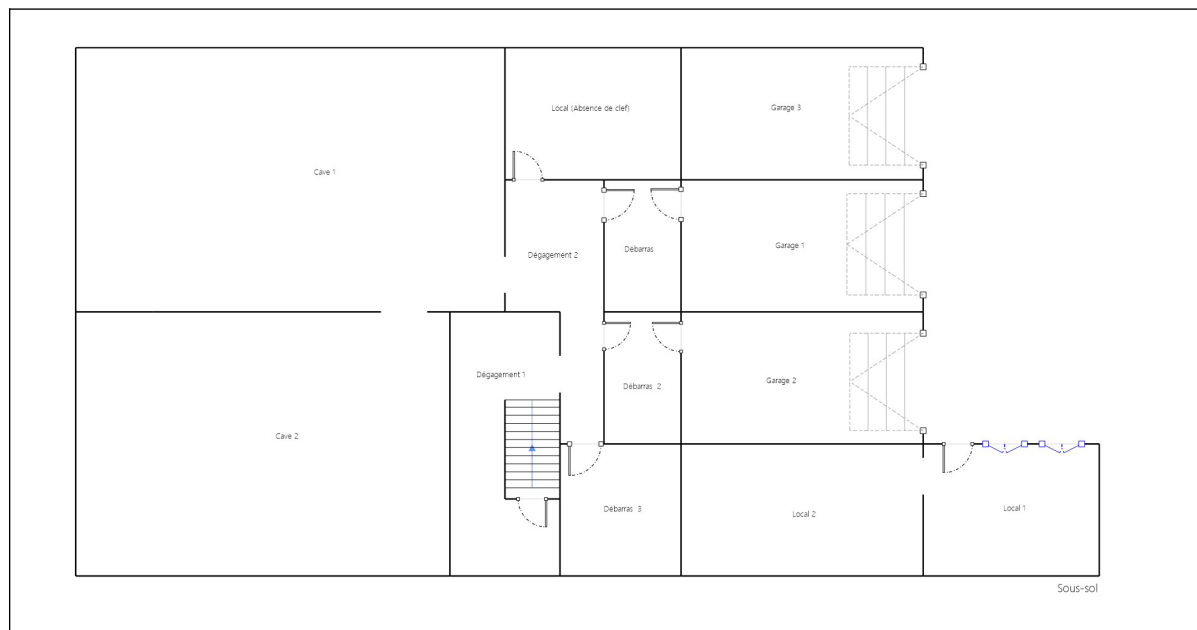 Local (Absence de clef)
Garage 3
Cave 1
Dégagement 2
Débarras
Garage 1
Dégagement 1
Débarras 2
Garage 2
Cave 2
Débarras 3
Local 2
Local 1
Sous-sol